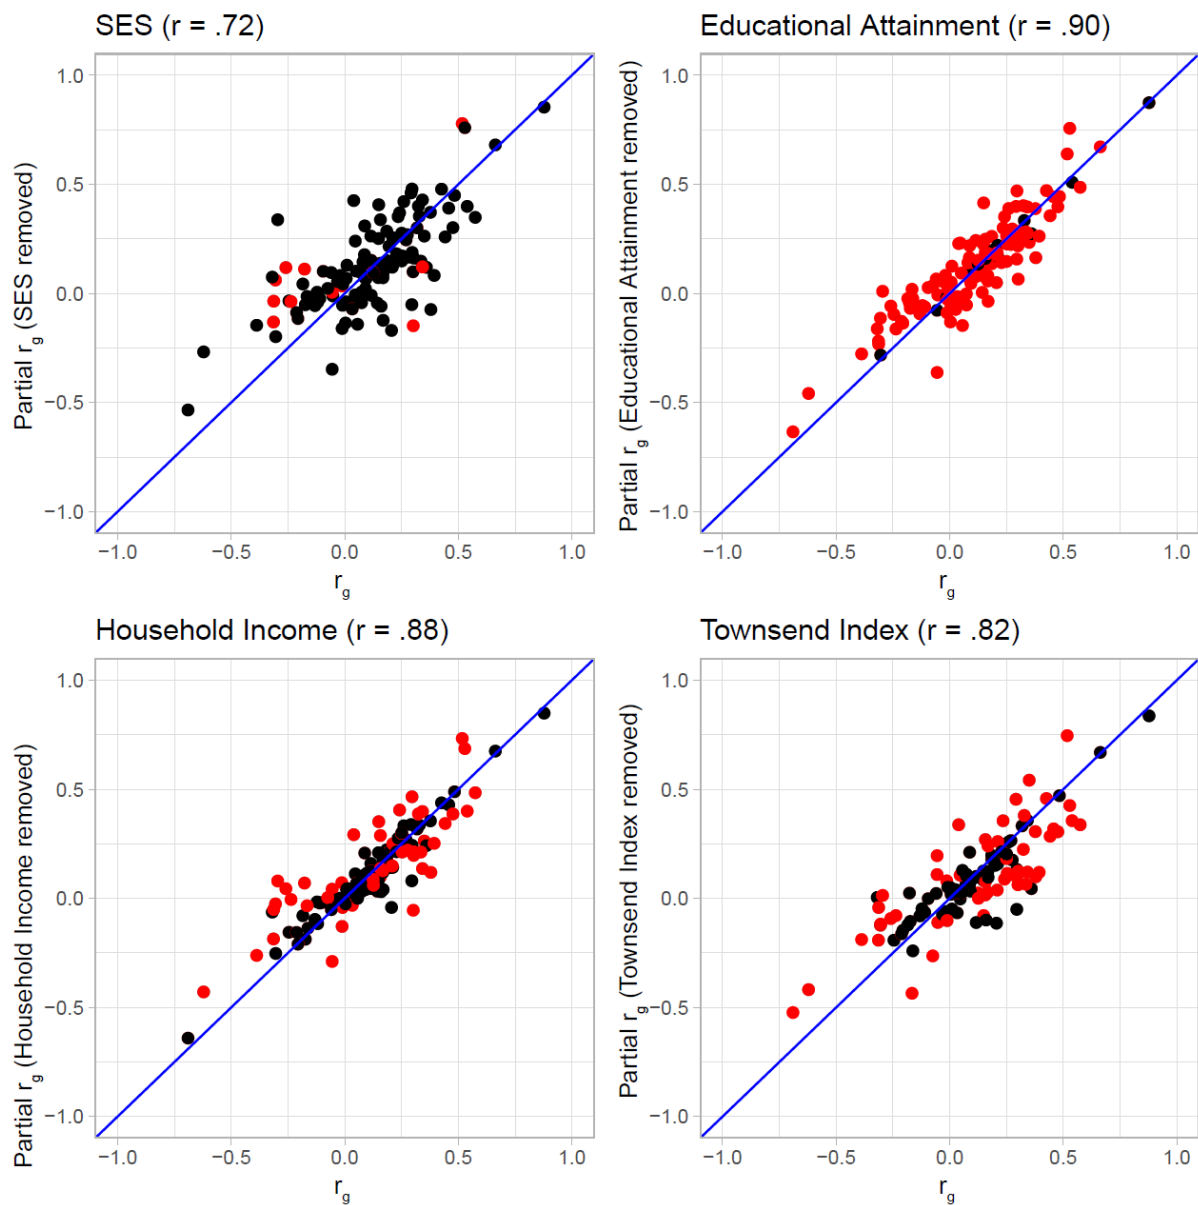 SES (r = .72)
Partial rg (SES removed)
1.0
0.5
0.0
−0.5
−1.0
−1.0 −0.5 0.0 0.5 1.0
rg
Educational Attainment (r = .90)
Partial rg (Educational Attainment removed)
1.0
0.5
0.0
−0.5
−1.0
−1.0 −0.5 0.0 0.5 1.0
rg
Household Income (r = .88)
Partial rg (Household Income removed)
1.0
0.5
0.0
−0.5
−1.0
−1.0 −0.5 0.0 0.5 1.0
rg
Townsend Index (r = .82)
Partial rg (Townsend Index removed)
1.0
0.5
0.0
−0.5
−1.0
−1.0 −0.5 0.0 0.5 1.0
rg